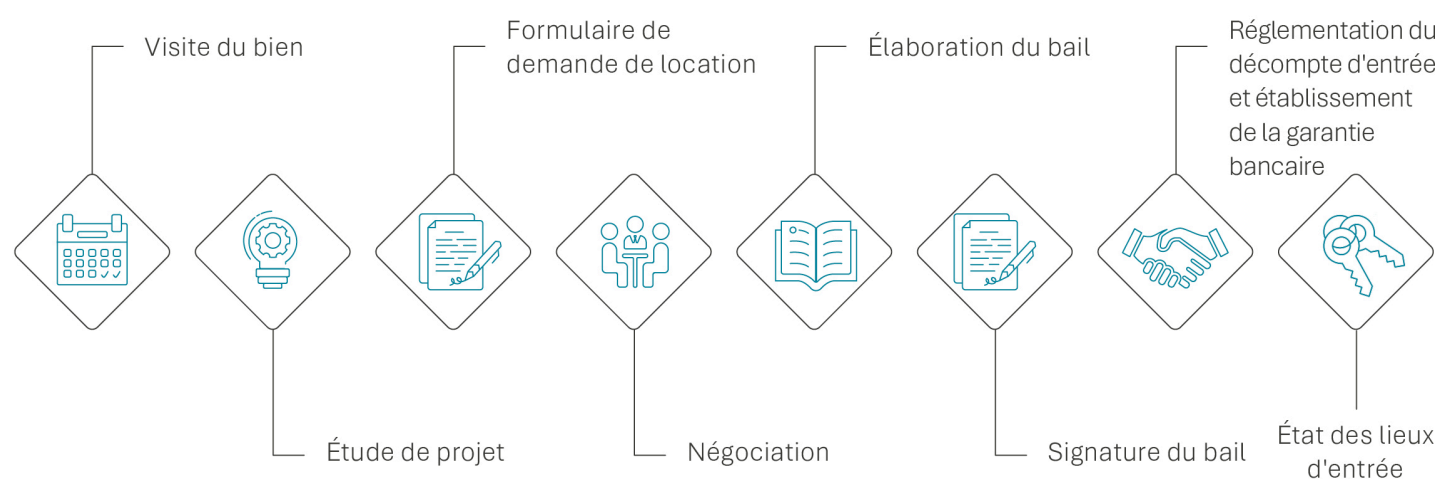 Visite du bien
Étude de projet
Formulaire de
demande de location
Négociation
Élaboration du bail
Signature du bail
Réglementation du
décompte d'entrée
et établissement
de la garantie
bancaire
État des lieux
d'entrée